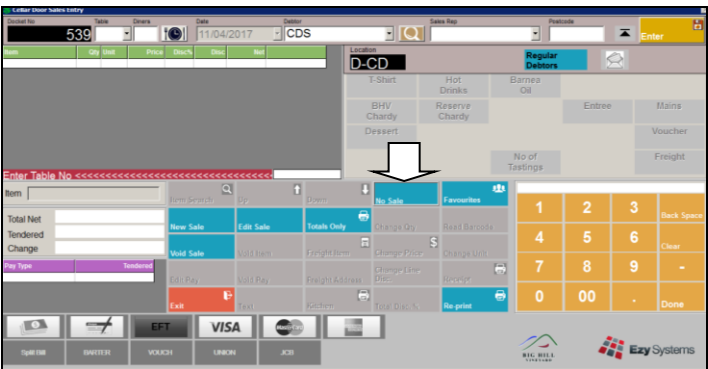 Cellar Door Sales Entry
Docket No Table Diners Date Debtor Sales Rep Postcode
539 11/04/2017 CDS Enter
Item Qty Unit Price Disc% Disc Net
Location
D-CD
Regular
Debtors
T-Shirt Hot
Drinks Barnea
Oil
BHV
Chardy Reserve
Chardy Entree Mains
Dessert Voucher
No of
Tastings Freight
Enter Table No <<<<<<<<<<<<<<<<<<<<<<<<<<<<<<<
Item
Item Search Up Down No Sale Favourites
Total Net
Tendered
Change
New Sale Edit Sale Totals Only Change Qty Read Barcode
Void Sale Void Item Freight Item Change Price Change Unit
Pay Type Tendered
Edit Pay Void Pay Freight Address Change Line
Disc. Receipt
Exit Text Kitchen Total Disc. % Re-print
1 2 3 Back Space
4 5 6 Clear
7 8 9 -
0 00 . Done
EFT VISA MasterCard
Split Bill BARTER VOUCH UNION JCB
BIG HILL
VINEYARD
Ezy Systems